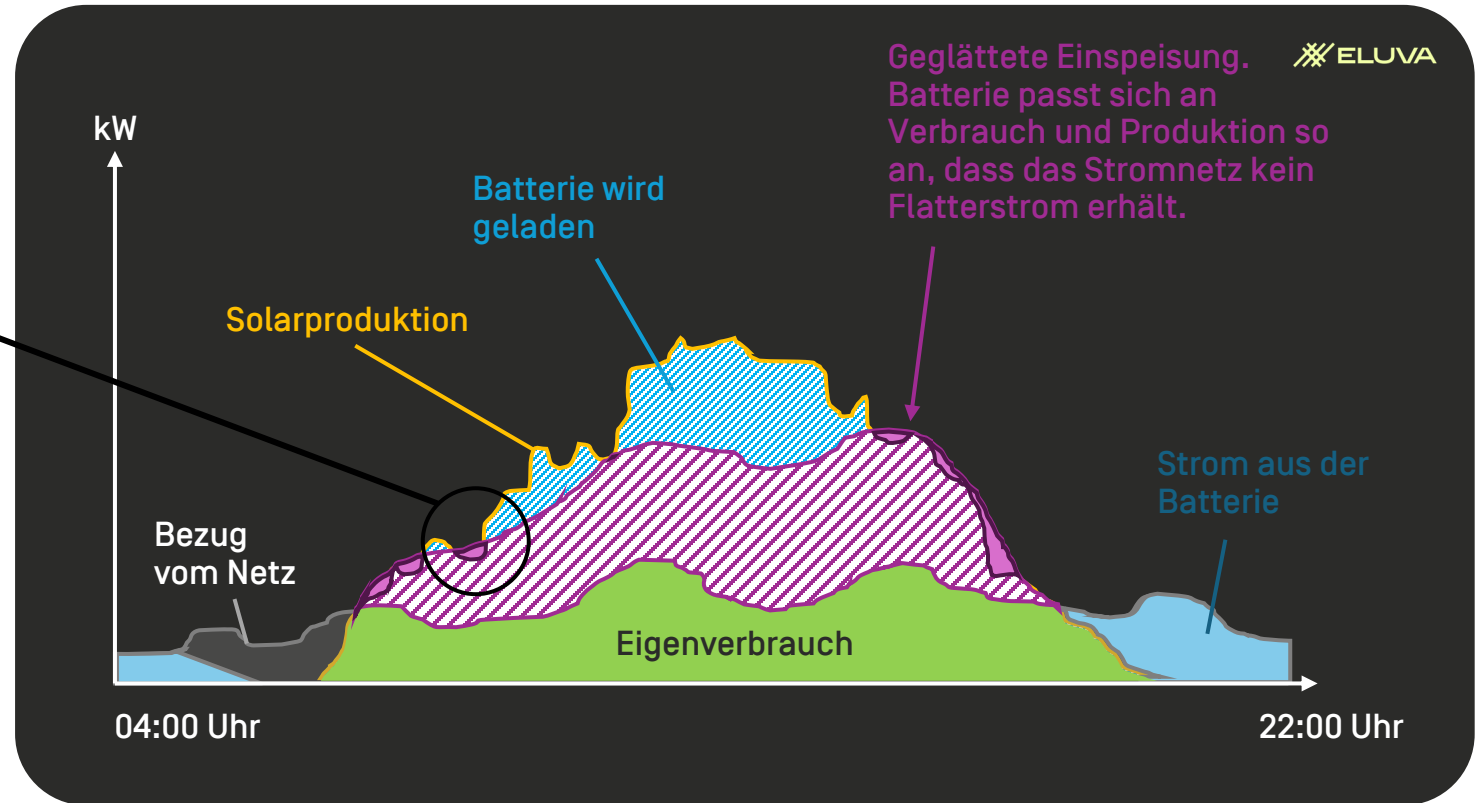 Geglättete Einspeisung.
Batterie passt sich an
Verbrauch und Produktion so
an, dass das Stromnetz kein
Flatterstrom erhält.
ELUVA
kW
Batterie wird
geladen
Solarproduktion
Strom aus der
Batterie
Bezug
vom Netz
Eigenverbrauch
04:00 Uhr
22:00 Uhr